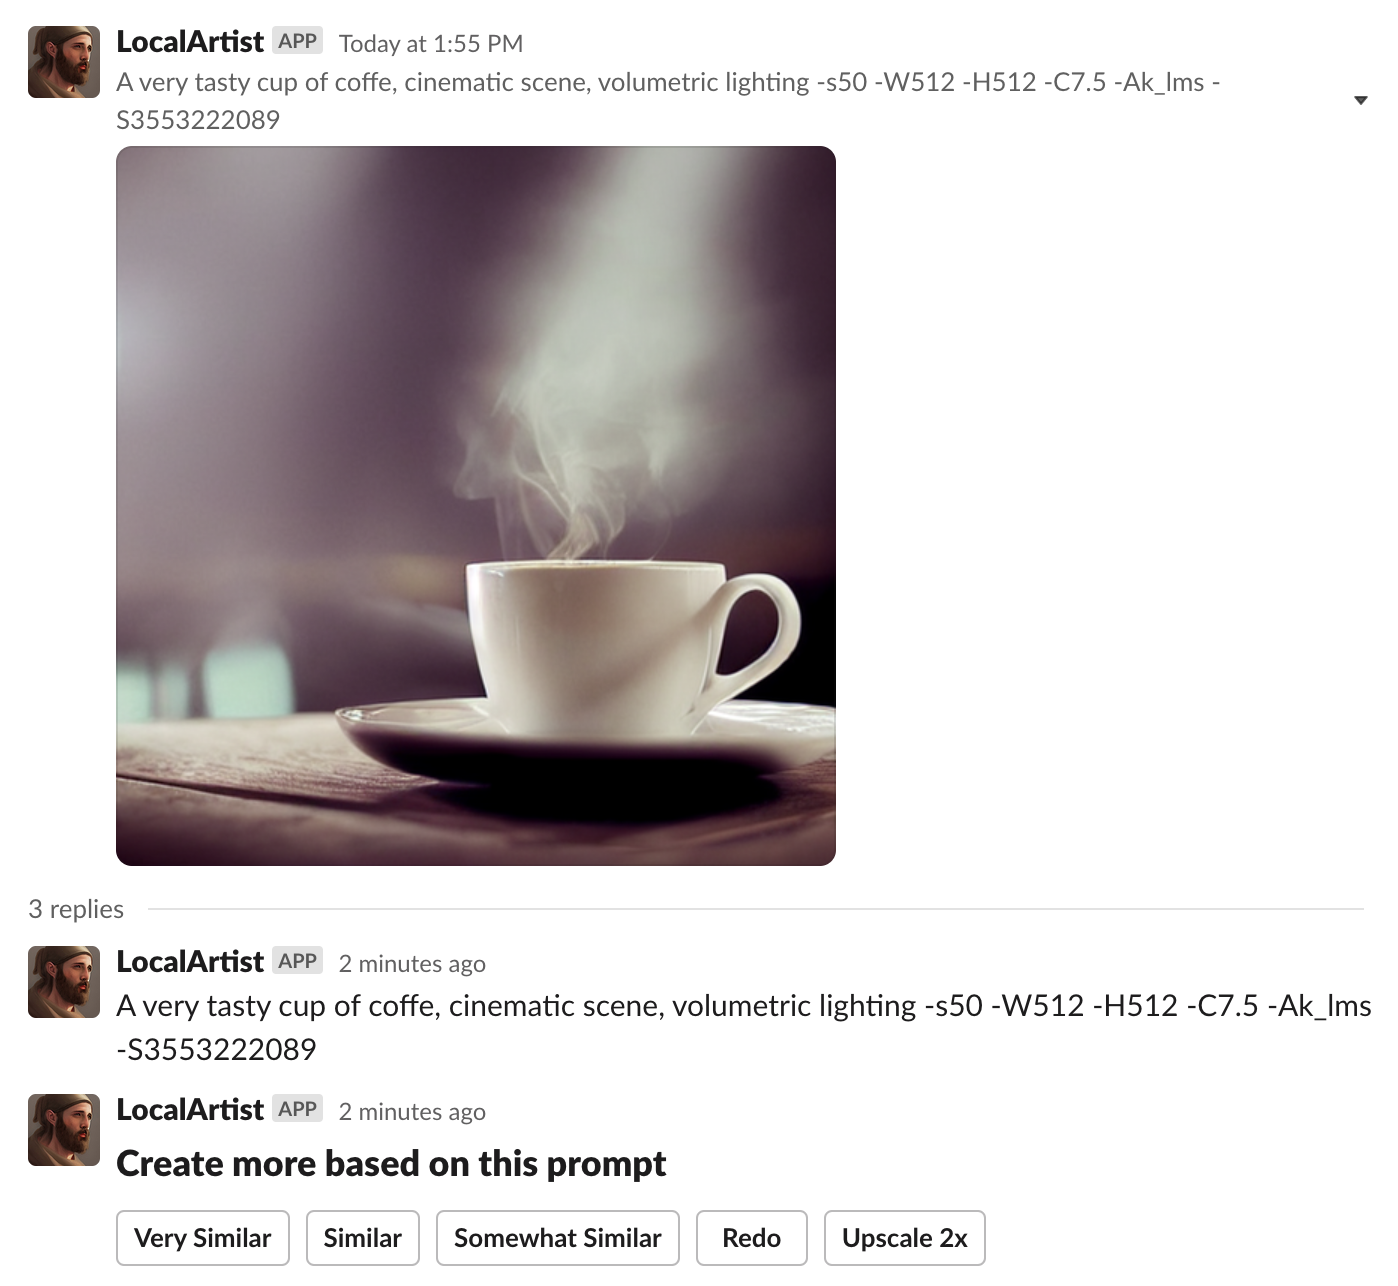 LocalArtist APP Today at 1:55 PM
A very tasty cup of coffe, cinematic scene, volumetric lighting -s50 -W512 -H512 -C7.5 -Ak_lms -
S3553222089
3 replies
LocalArtist APP 2 minutes ago
A very tasty cup of coffe, cinematic scene, volumetric lighting -s50 -W512 -H512 -C7.5 -Ak_lms
-S3553222089
LocalArtist APP 2 minutes ago
Create more based on this prompt
Very Similar Similar Somewhat Similar Redo Upscale 2x